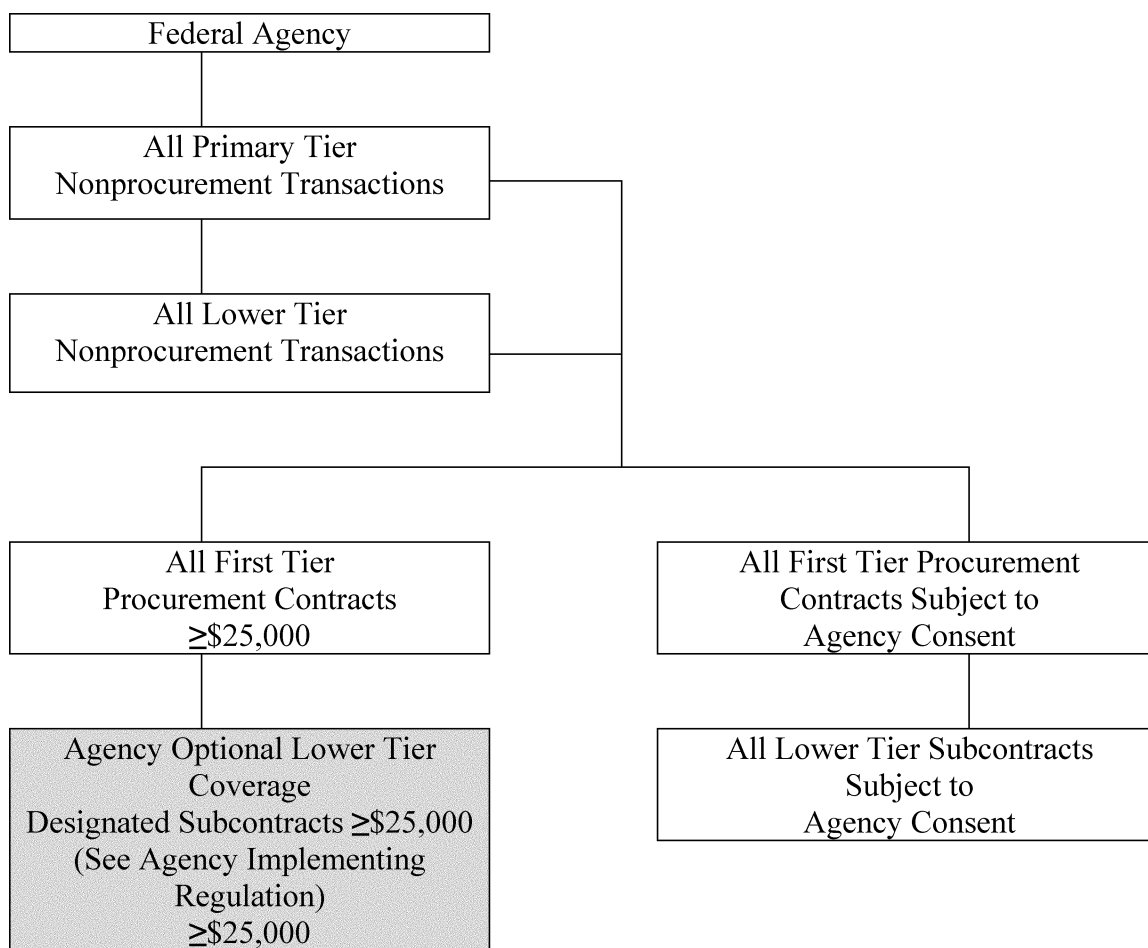 Federal Agency
All Primary Tier
Nonprocurement Transactions
All Lower Tier
Nonprocurement Transactions
All First Tier
Procurement Contracts
≥$25,000
All First Tier Procurement
Contracts Subject to
Agency Consent
Agency Optional Lower Tier
Coverage
Designated Subcontracts ≥$25,000
(See Agency Implementing
Regulation)
≥$25,000
All Lower Tier Subcontracts
Subject to
Agency Consent